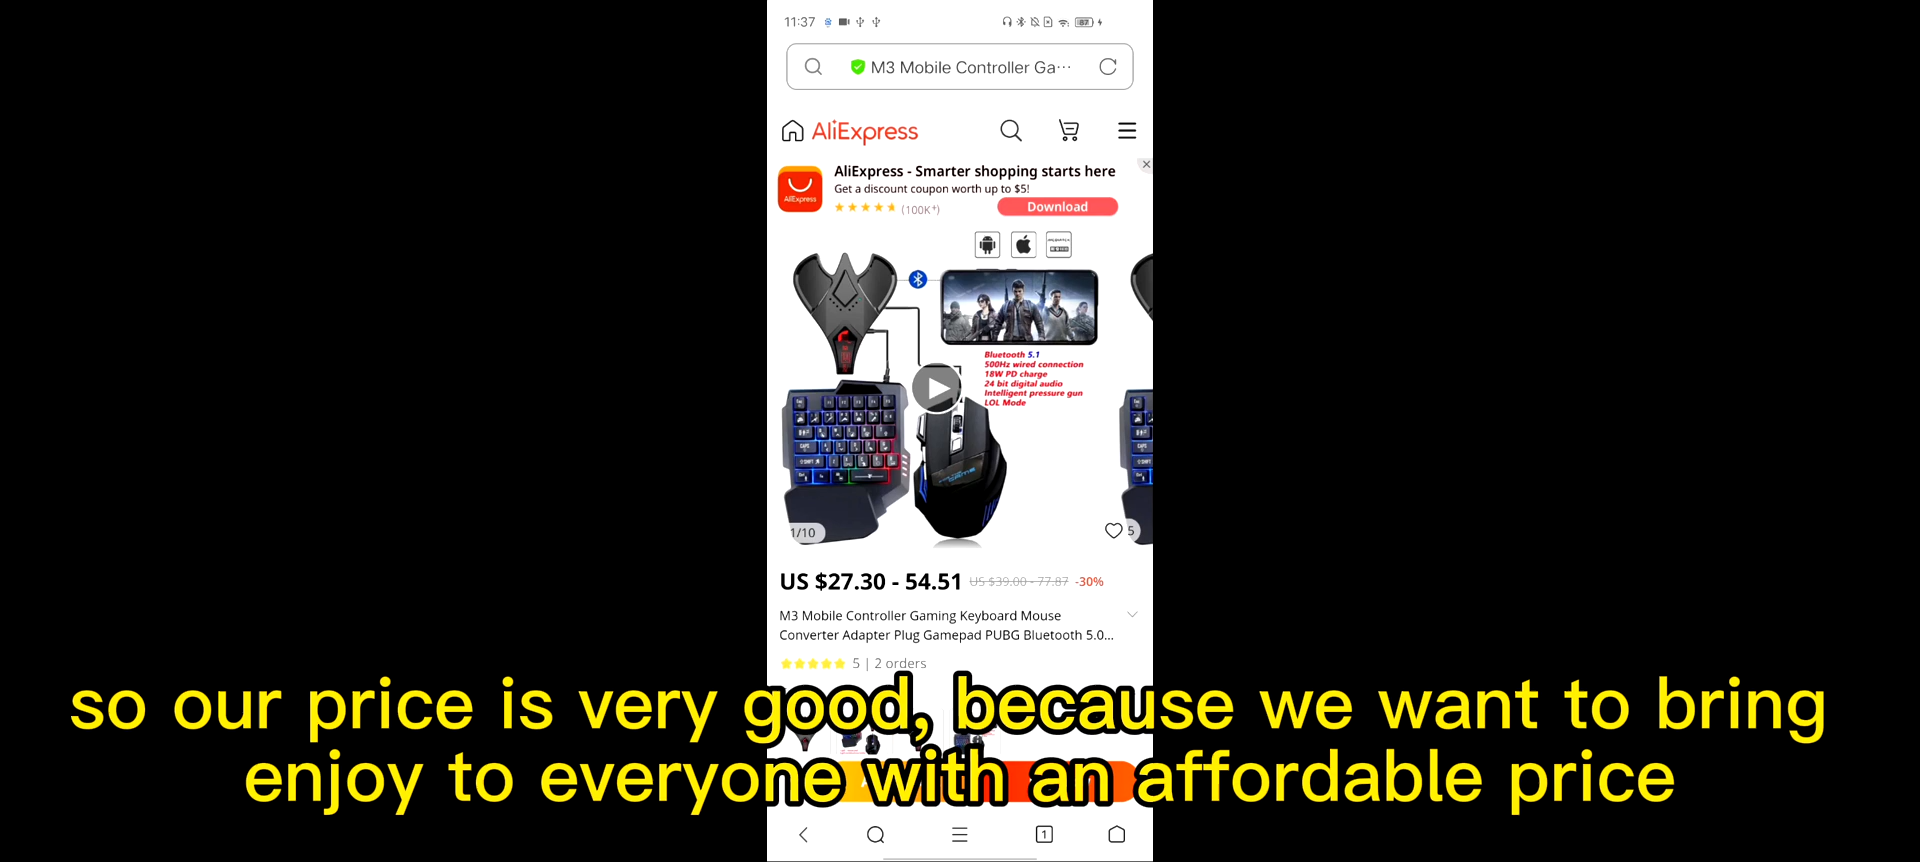 11:37
87
M3 Mobile Controller Ga···
AliExpress
AliExpress - Smarter shopping starts here
Get a discount coupon worth up to $5!
AliExpress
(100K+)
Download
Bluetooth 5.1
500Hz wired connection
18W PD charge
24 bit digital audio
Intelligent pressure gun
LOL Mode
1/10
5
US $27.30 - 54.51 US $39.00 - 77.87 -30%
M3 Mobile Controller Gaming Keyboard Mouse
Converter Adapter Plug Gamepad PUBG Bluetooth 5.0...
5 | 2 orders
so our price is very good, because we want to bring
enjoy to everyone with an affordable price
1